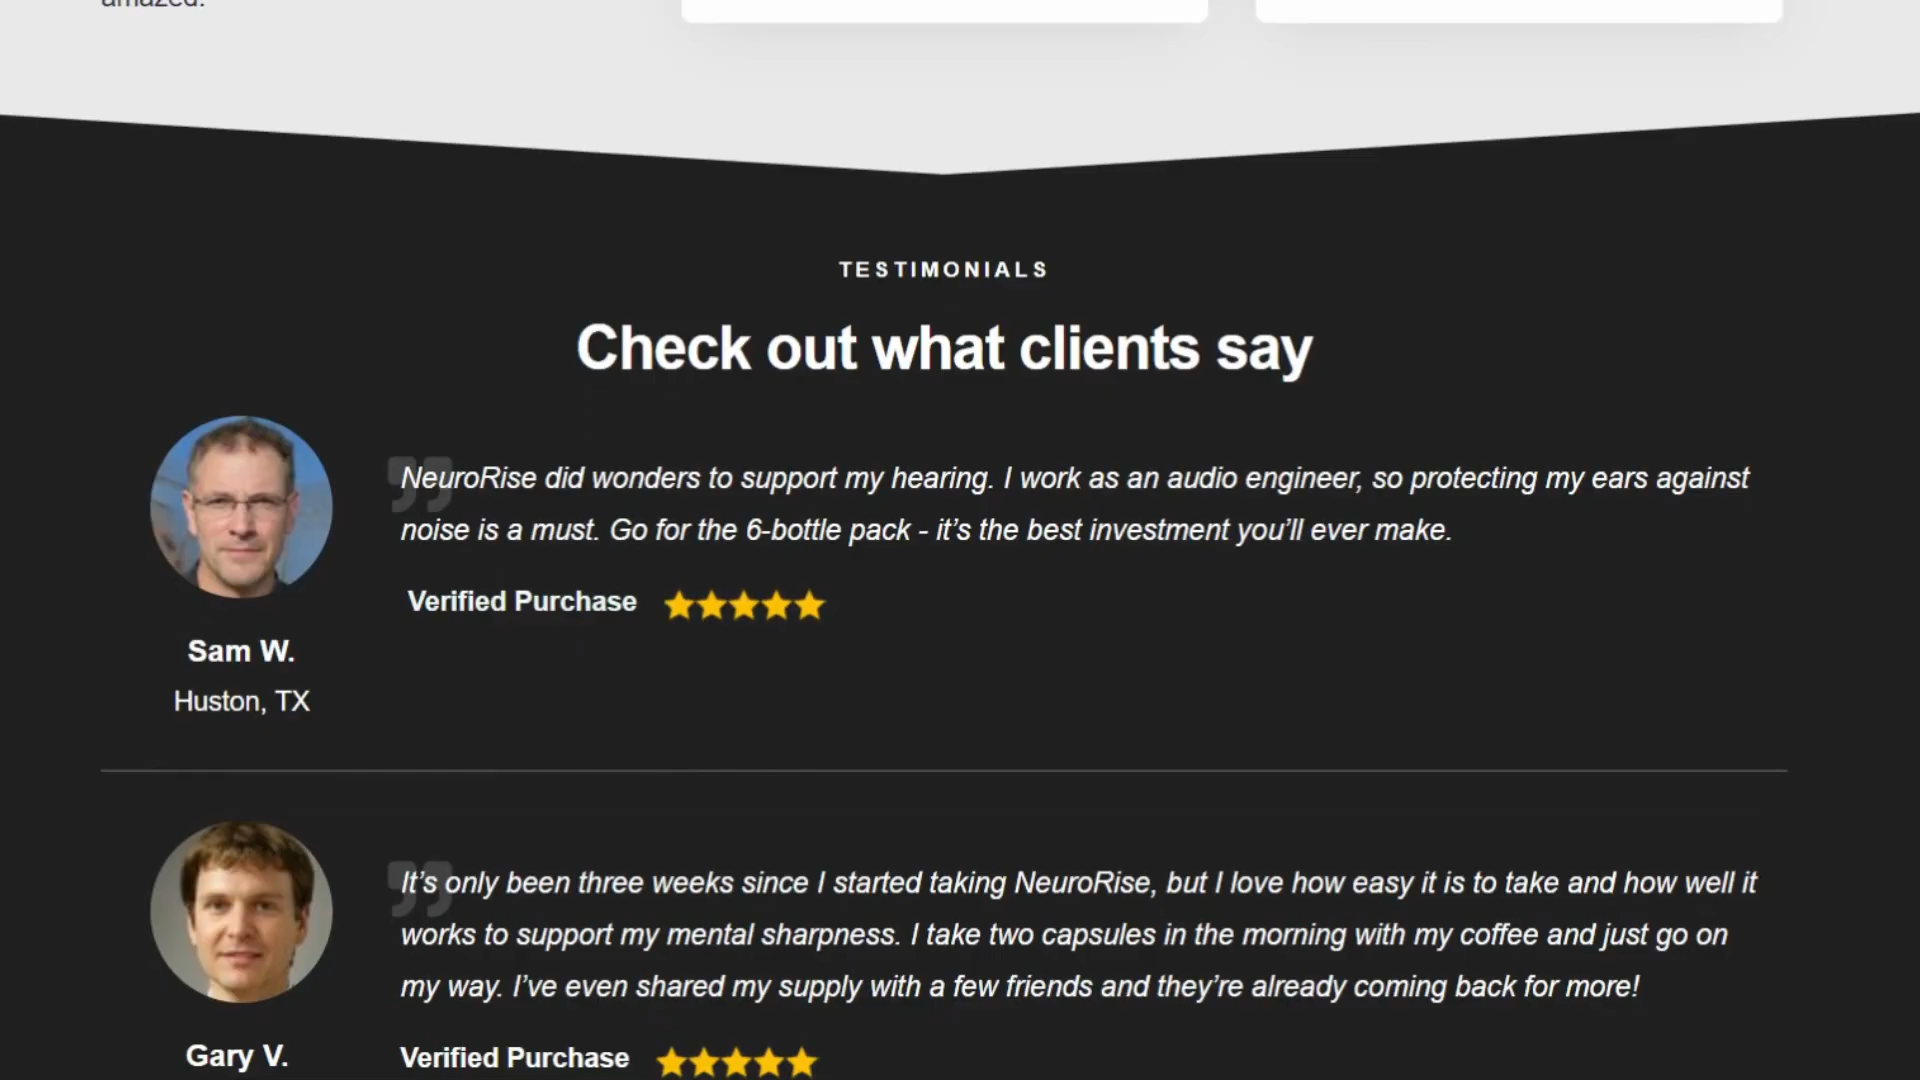 amazed.
TESTIMONIALS
Check out what clients say
NeuroRise did wonders to support my hearing. I work as an audio engineer, so protecting my ears against
noise is a must. Go for the 6-bottle pack - it’s the best investment you’ll ever make.
Verified Purchase
Sam W.
Huston, TX
It’s only been three weeks since I started taking NeuroRise, but I love how easy it is to take and how well it
works to support my mental sharpness. I take two capsules in the morning with my coffee and just go on
my way. I’ve even shared my supply with a few friends and they’re already coming back for more!
Gary V.
Verified Purchase